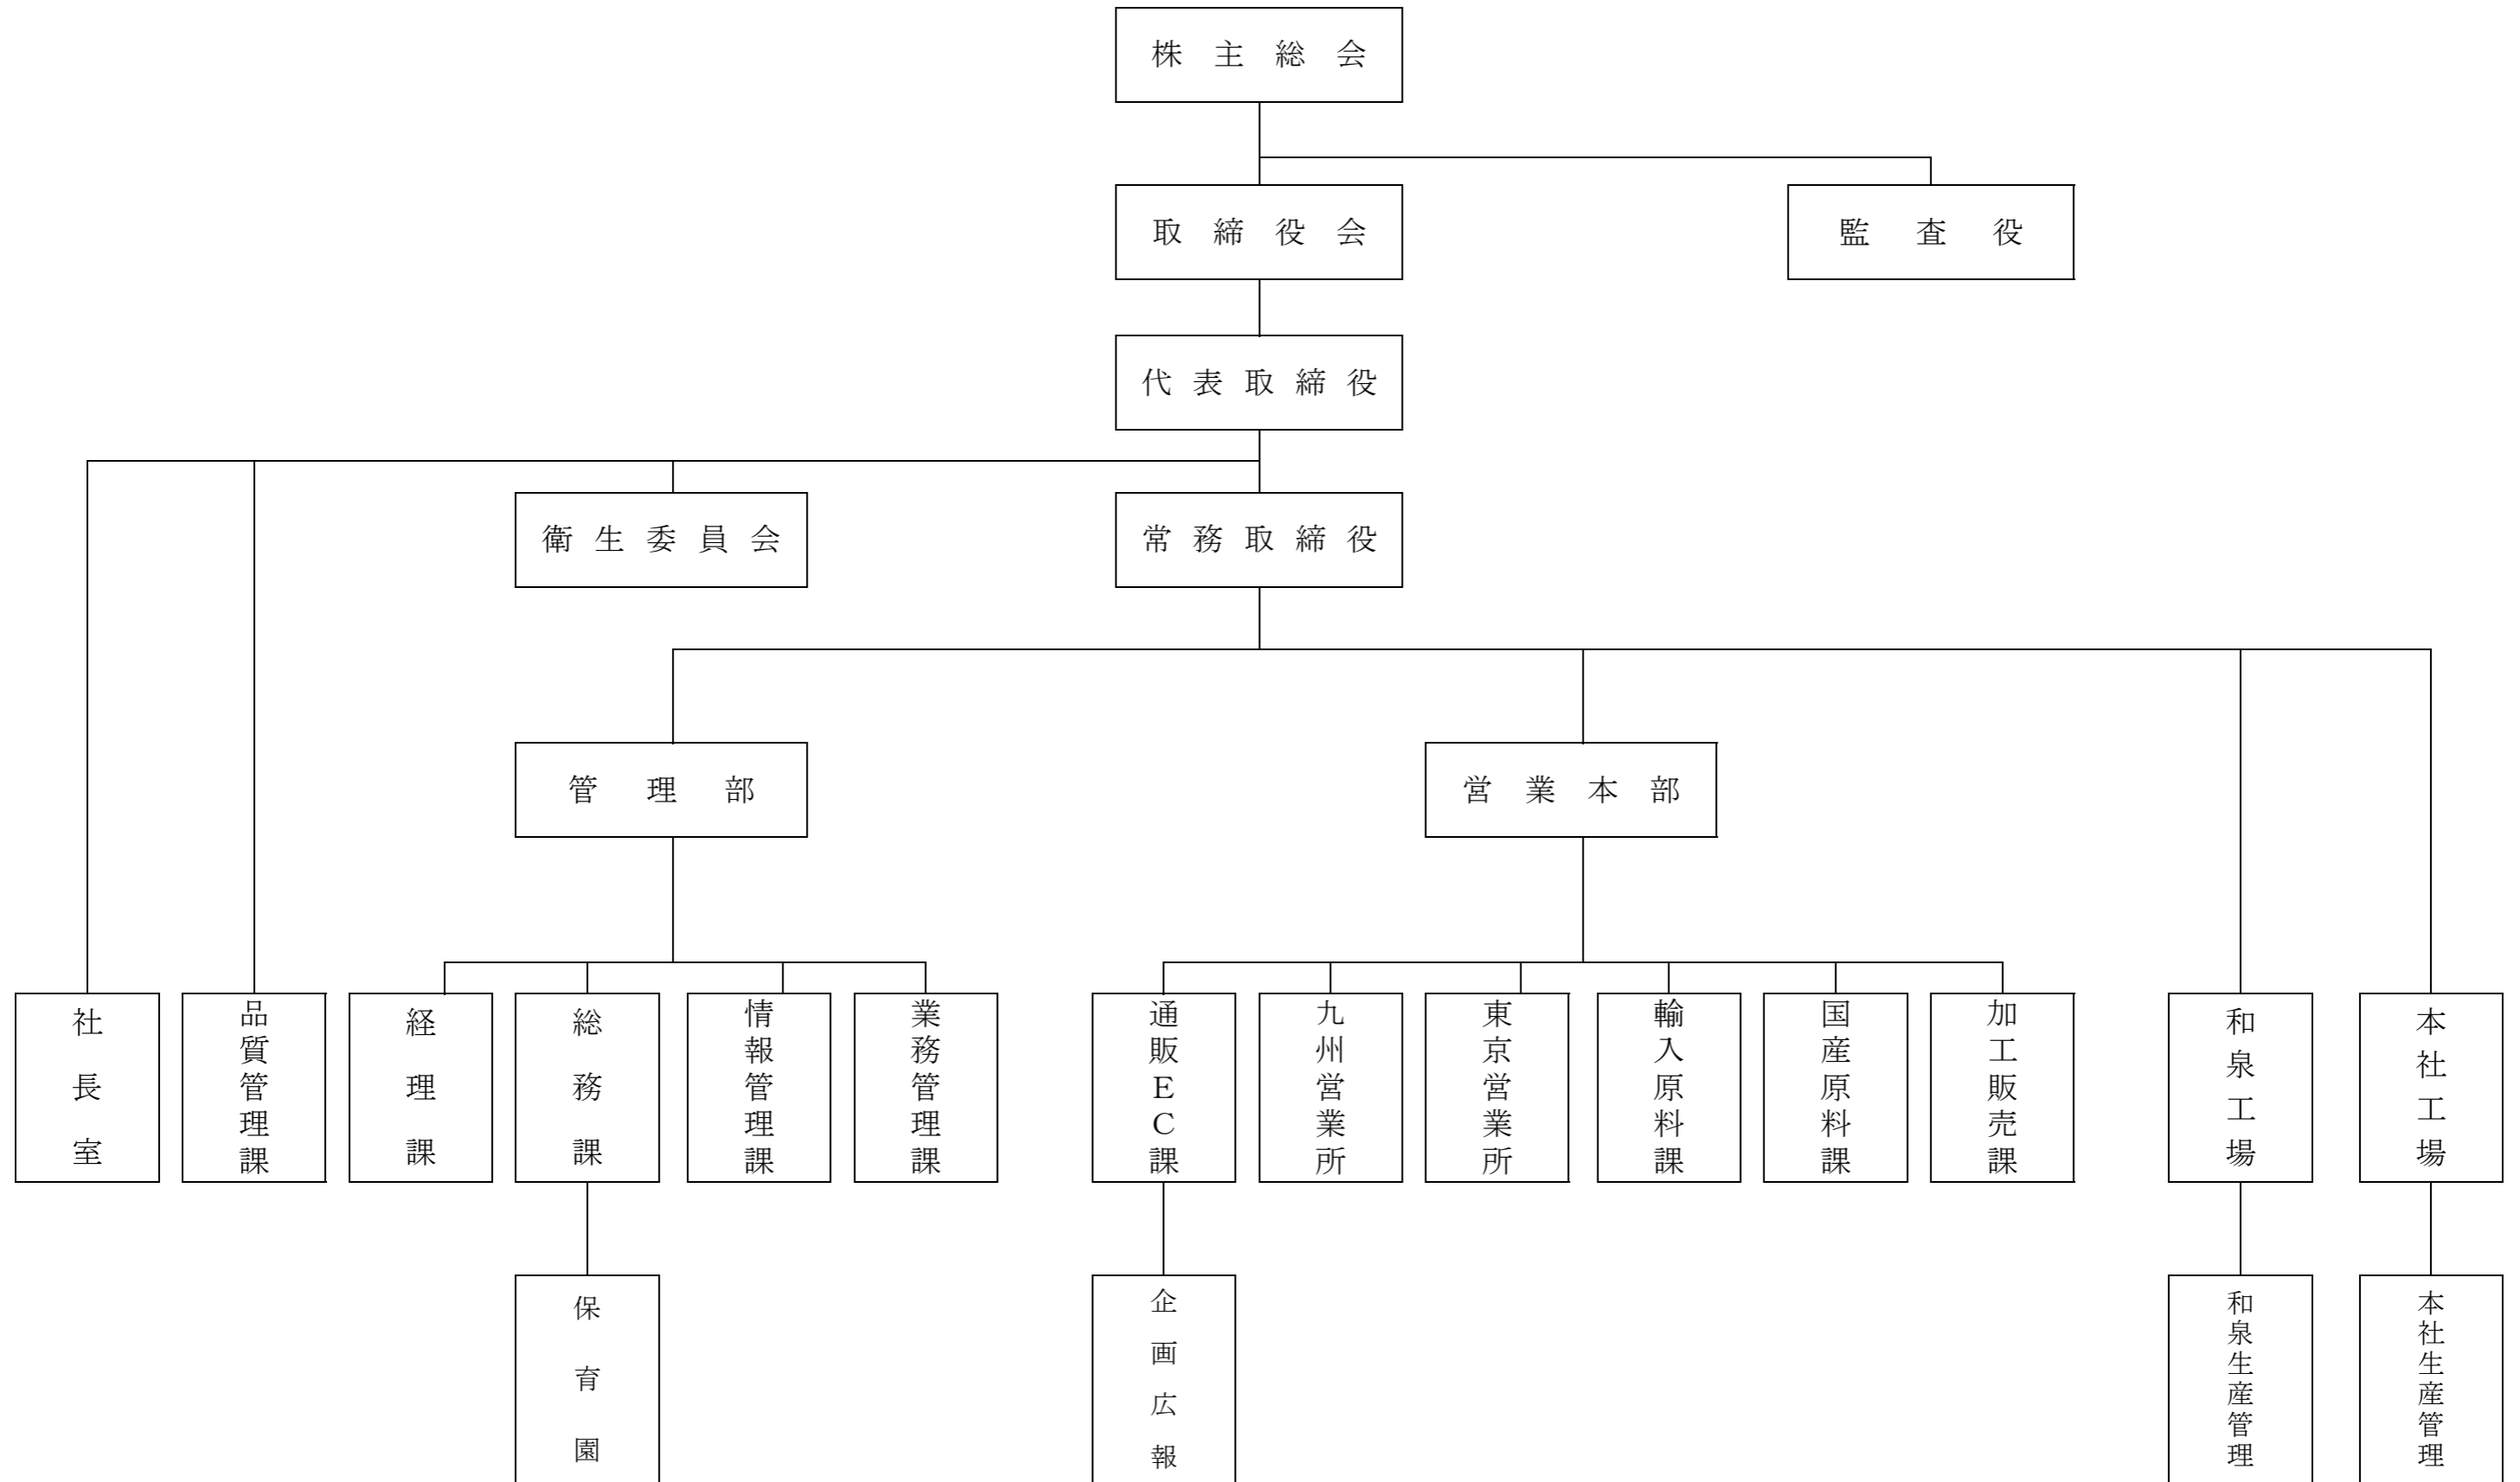 株主総会
取締役会
監査役
代表取締役
衛生委員会
常務取締役
管理部
営業本部
社長室
品質管理課
経理課
総務課
情報管理課
業務管理課
通販EC課
九州営業所
東京営業所
輸入原料課
国産原料課
加工販売課
和泉工場
本社工場
保育園
企画広報
和泉生産管理
本社生産管理